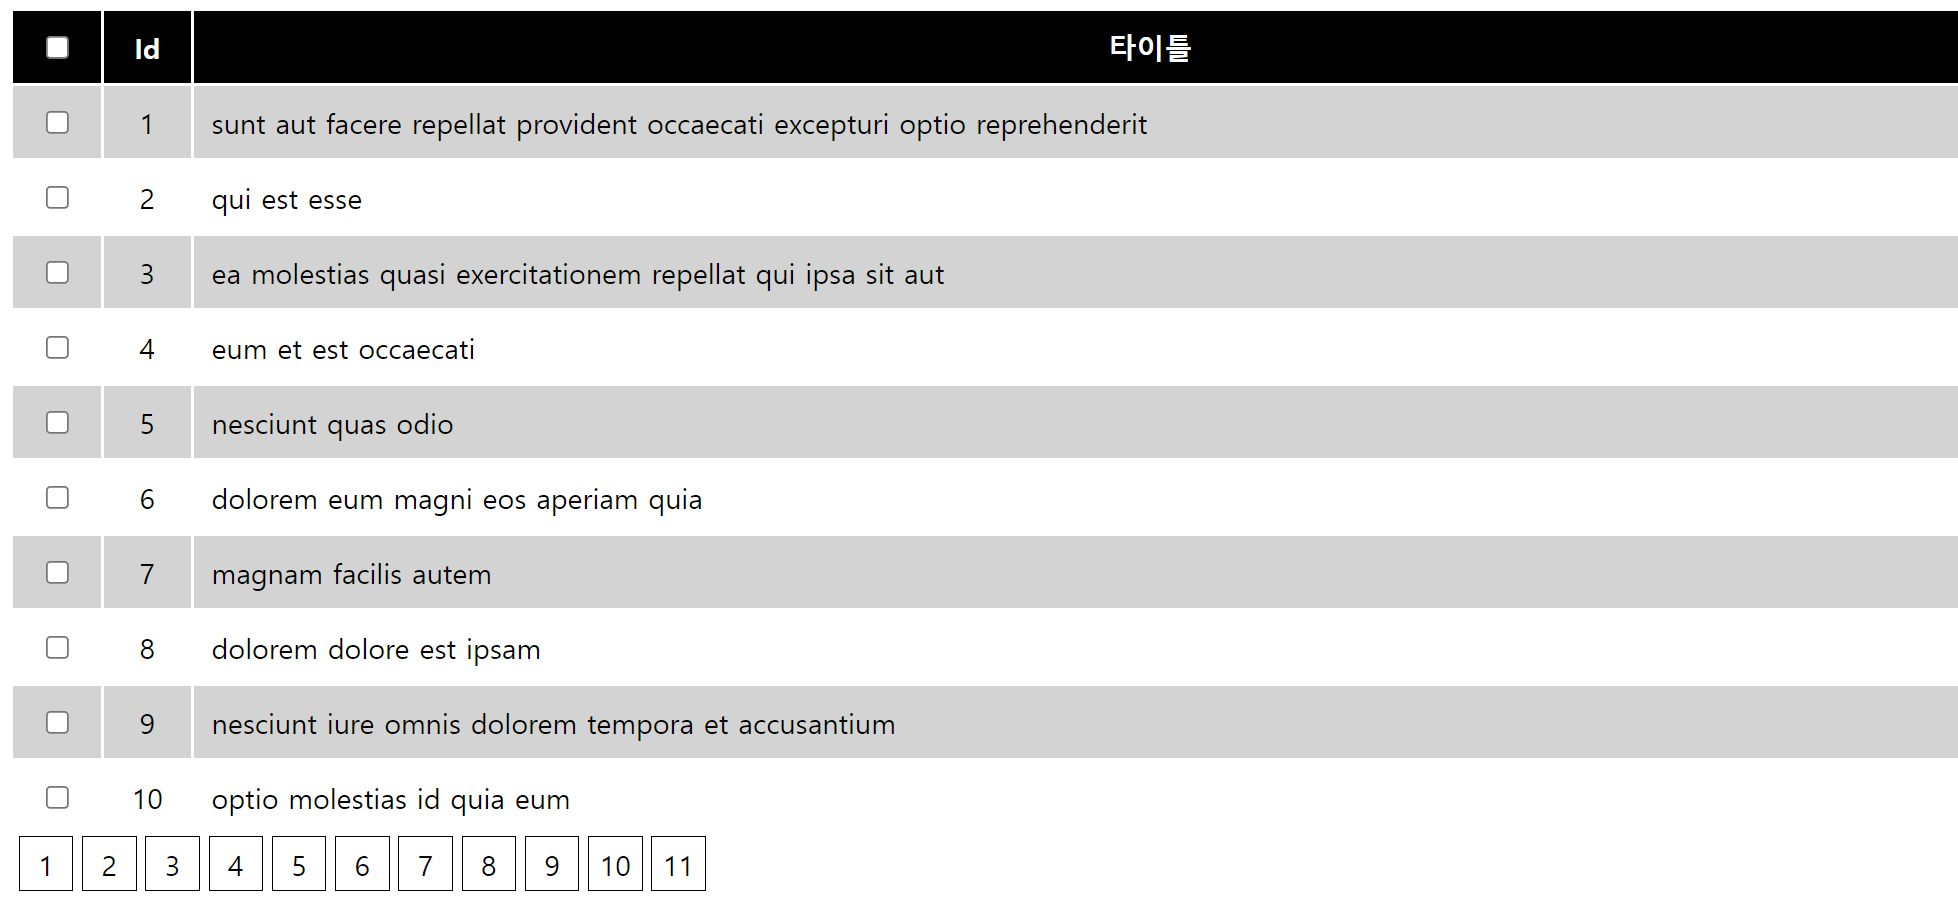 Id 타이틀
1 sunt aut facere repellat provident occaecati excepturi optio reprehenderit
2 qui est esse
3 ea molestias quasi exercitationem repellat qui ipsa sit aut
4 eum et est occaecati
5 nesciunt quas odio
6 dolorem eum magni eos aperiam quia
7 magnam facilis autem
8 dolorem dolore est ipsam
9 nesciunt iure omnis dolorem tempora et accusantium
10 optio molestias id quia eum
1 2 3 4 5 6 7 8 9 10 11